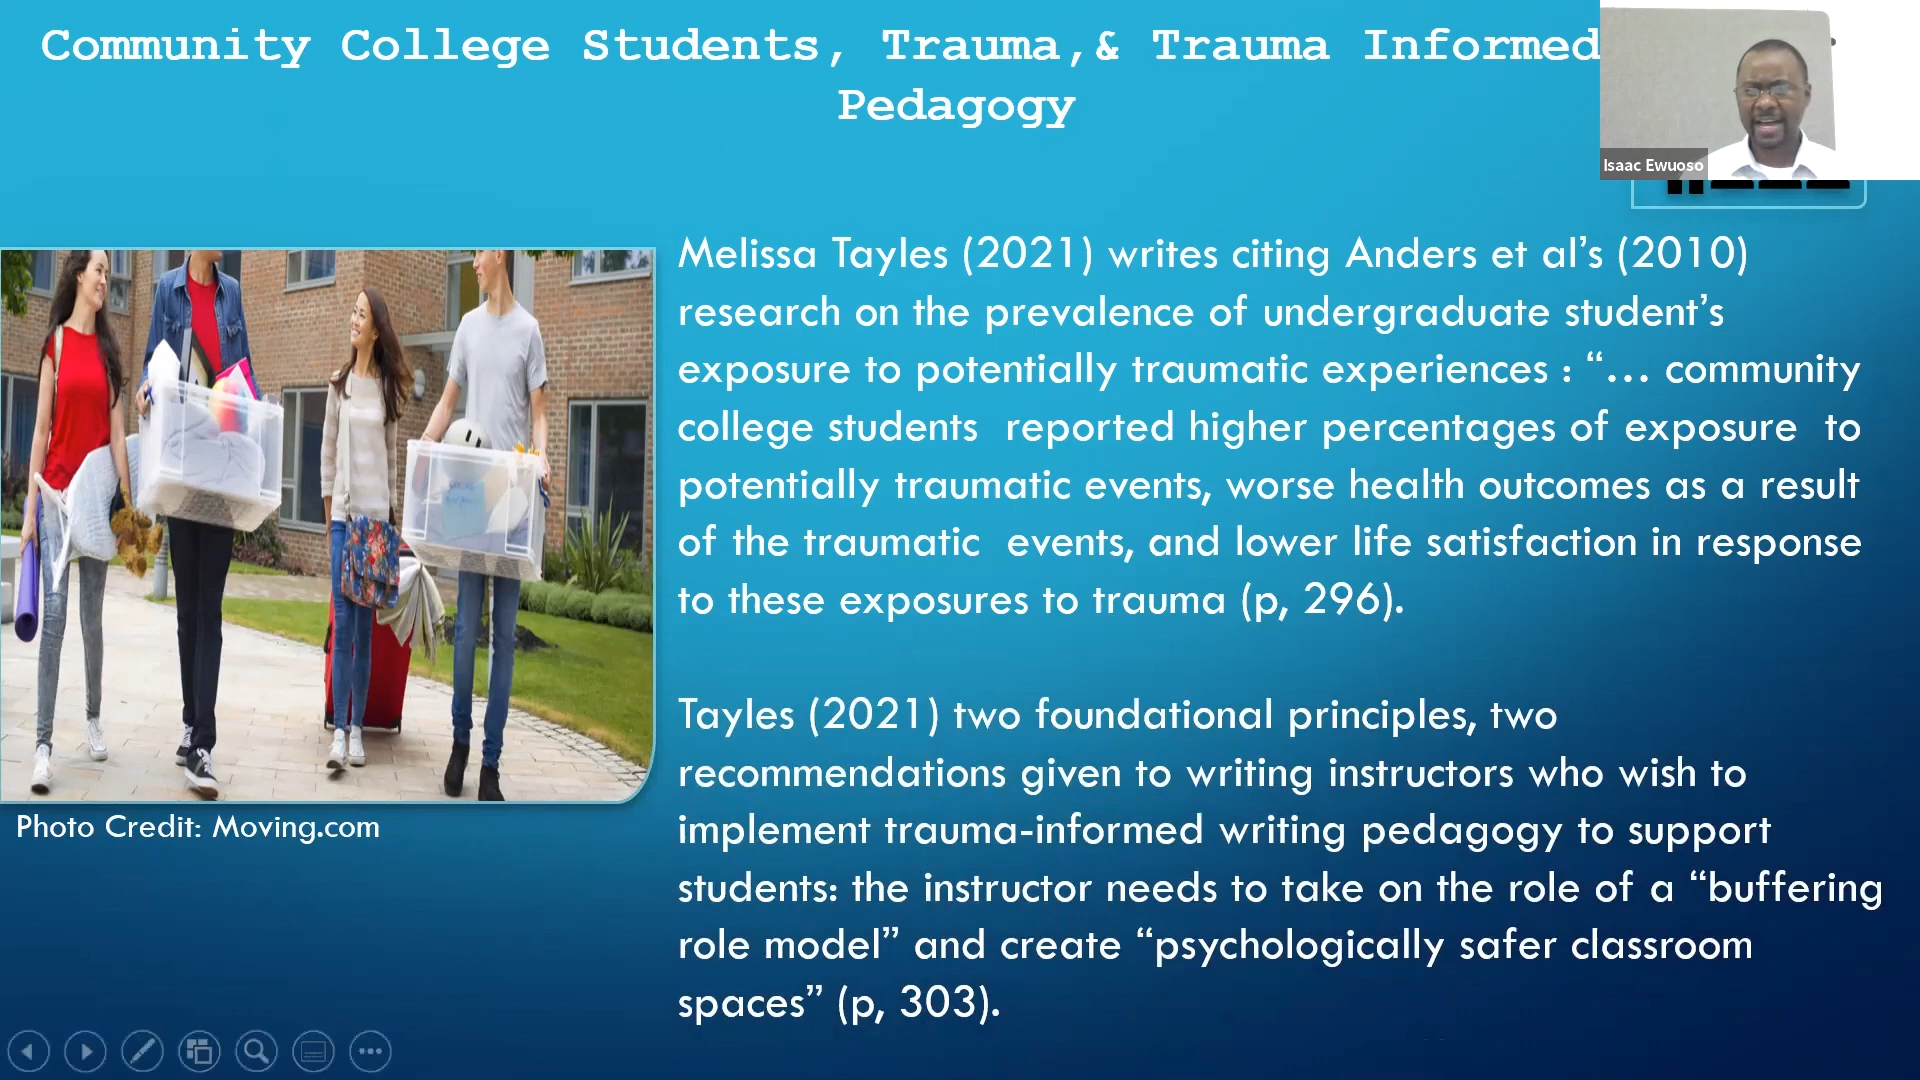 Community College Students, Trauma,& Trauma Informed
Pedagogy
Isaac Ewuoso
Melissa Tayles (2021) writes citing Anders et al’s (2010)
research on the prevalence of undergraduate student’s
exposure to potentially traumatic experiences : “… community
college students reported higher percentages of exposure to
potentially traumatic events, worse health outcomes as a result
of the traumatic events, and lower life satisfaction in response
to these exposures to trauma (p, 296).
Tayles (2021) two foundational principles, two
recommendations given to writing instructors who wish to
implement trauma-informed writing pedagogy to support
students: the instructor needs to take on the role of a “buffering
role model” and create “psychologically safer classroom
spaces” (p, 303).
Photo Credit: Moving.com